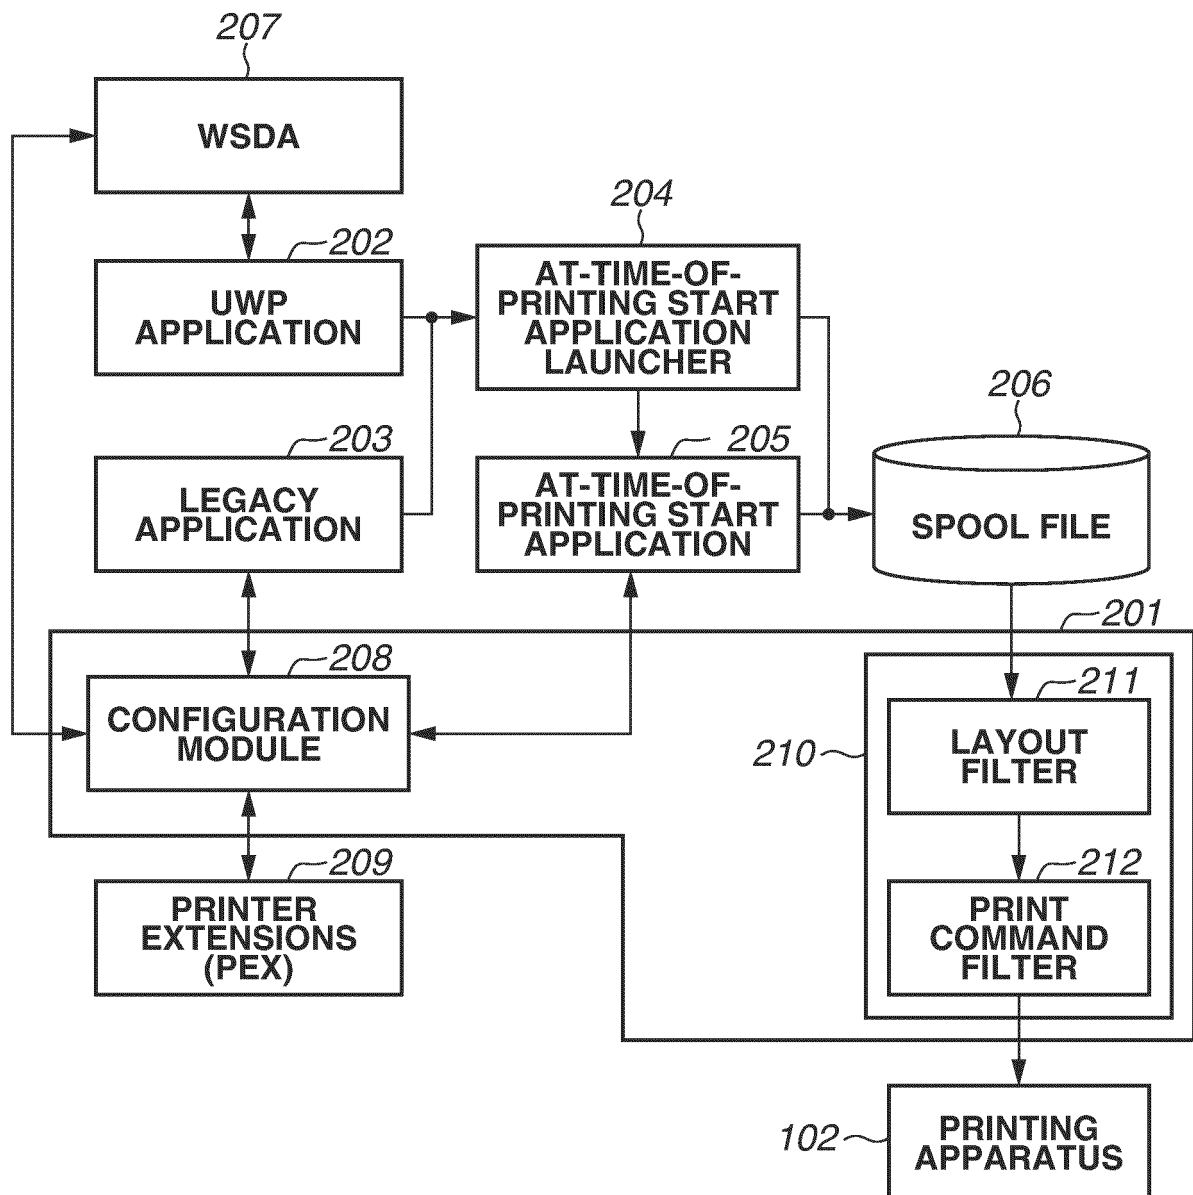 207
WSDA
204
202
UWP
APPLICATION
AT-TIME-OF-
PRINTING START
APPLICATION
LAUNCHER
206
203
LEGACY
APPLICATION
205
AT-TIME-OF-
PRINTING START
APPLICATION
SPOOL FILE
201
208
CONFIGURATION
MODULE
211
LAYOUT
FILTER
210
209
PRINTER
EXTENSIONS
(PEX)
212
PRINT
COMMAND
FILTER
102
PRINTING
APPARATUS